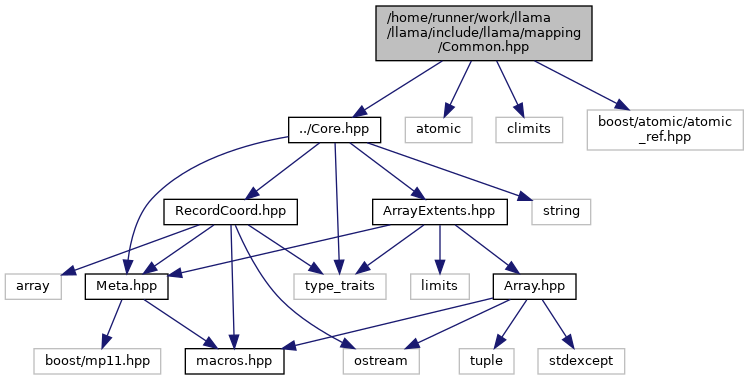 /home/runner/work/llama
/llama/include/llama/mapping
/Common.hpp
../Core.hpp
atomic
climits
boost/atomic/atomic
_ref.hpp
RecordCoord.hpp
ArrayExtents.hpp
string
array
Meta.hpp
type_traits
limits
Array.hpp
boost/mp11.hpp
macros.hpp
ostream
tuple
stdexcept